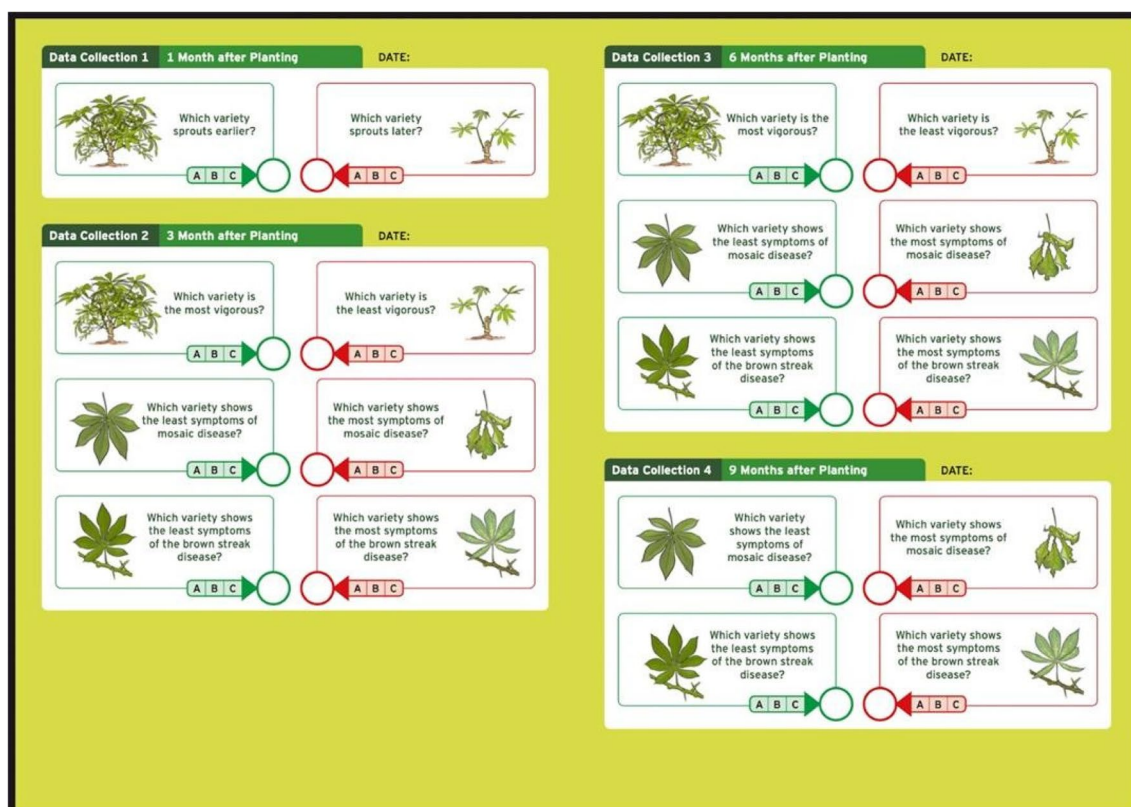 Data Collection 1 1 Month after Planting DATE:
Which variety
sprouts earlier?
A B C
Which variety
sprouts later?
A B C
Data Collection 2 3 Month after Planting DATE:
Which variety is
the most vigorous?
A B C
Which variety is
the least vigorous?
A B C
Which variety shows
the least symptoms of
mosaic disease?
A B C
Which variety shows
the most symptoms of
mosaic disease?
A B C
Which variety shows
the least symptoms
of the brown streak
disease?
A B C
Which variety shows
the most symptoms
of the brown streak
disease?
A B C
Data Collection 3 6 Months after Planting DATE:
Which variety is the
most vigorous?
A B C
Which variety is
the least vigorous?
A B C
Which variety shows
the least symptoms of
mosaic disease?
A B C
Which variety shows
the most symptoms of
mosaic disease?
A B C
Which variety shows
the least symptoms
of the brown streak
disease?
A B C
Which variety shows
the most symptoms
of the brown streak
disease?
A B C
Data Collection 4 9 Months after Planting DATE:
Which variety
shows the least
symptoms of
mosaic disease?
A B C
Which variety shows
the most symptoms of
mosaic disease?
A B C
Which variety shows
the least symptoms
of the brown streak
disease?
A B C
Which variety shows
the most symptoms
of the brown streak
disease?
A B C